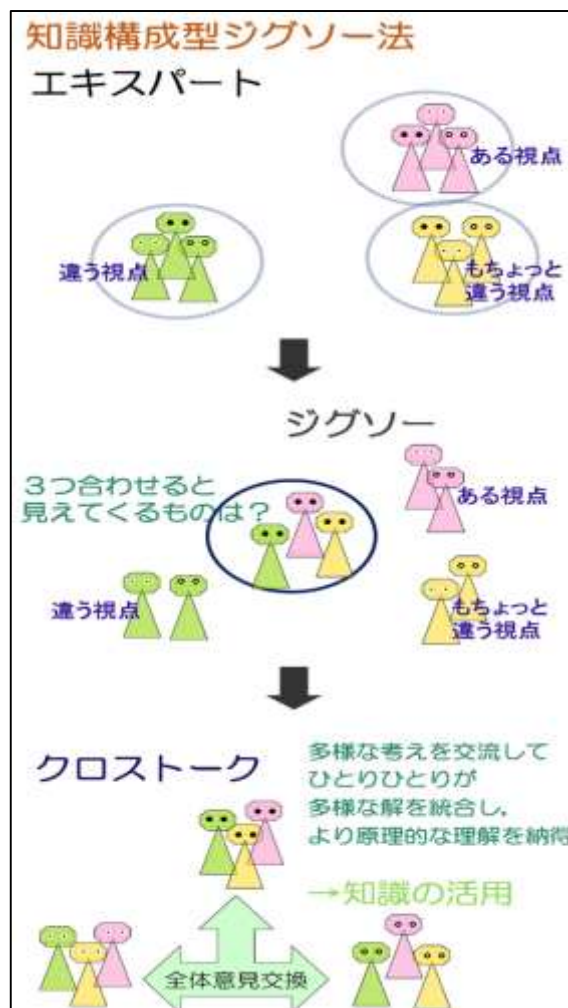 知識構成型ジグソー法
エキスパート
ある視点
違う視点
もちょっと
違う視点
ジグソー
３つ合わせると
見えてくるものは？
ある視点
違う視点
もちょっと
違う視点
クロストーク
多様な考えを交流して
ひとりひとりが
多様な解を統合し，
より原理的な理解を納得
→知識の活用
全体意見交換